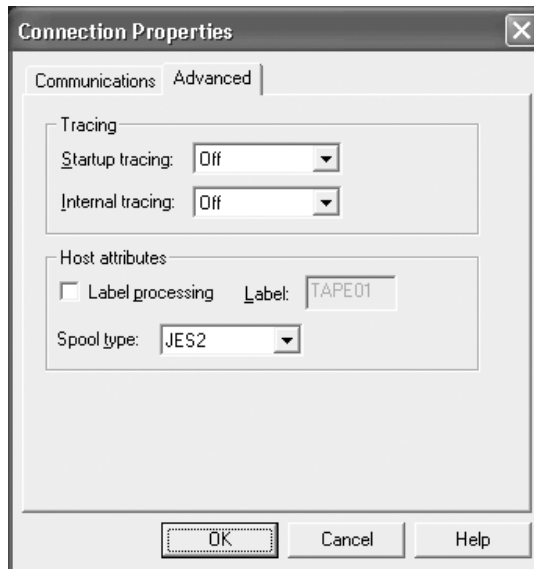 Connection Properties
Communications Advanced
Tracing
Startup tracing: Off
Internal tracing: Off
Host attributes
Label processing Label: TAPE01
Spool type: JES2
OK Cancel Help